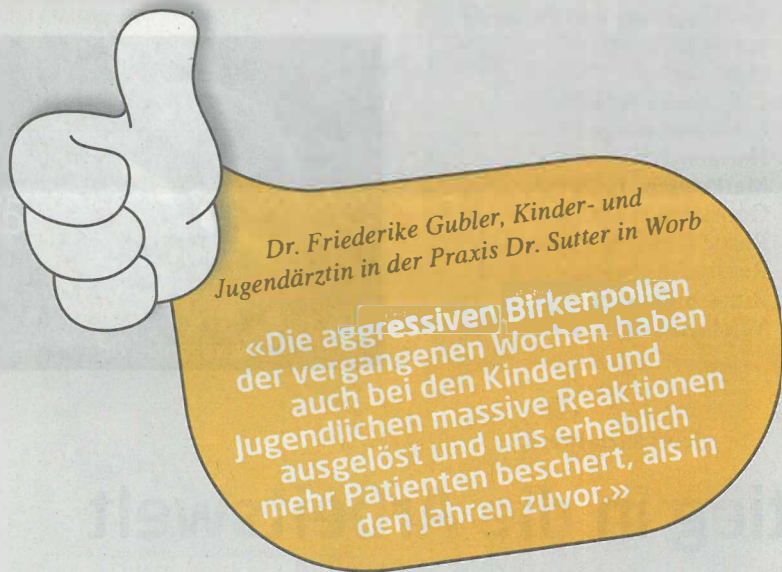 Dr. Friederike Gubler, Kinder- und
Jugendärztin in der Praxis Dr. Sutter in Worb
«Die aggressiven Birkenpollen
der vergangenen Wochen haben
auch bei den Kindern und
Jugendlichen massive Reaktionen
ausgelöst und uns erheblich
mehr Patienten beschert, als in
den Jahren zuvor.»